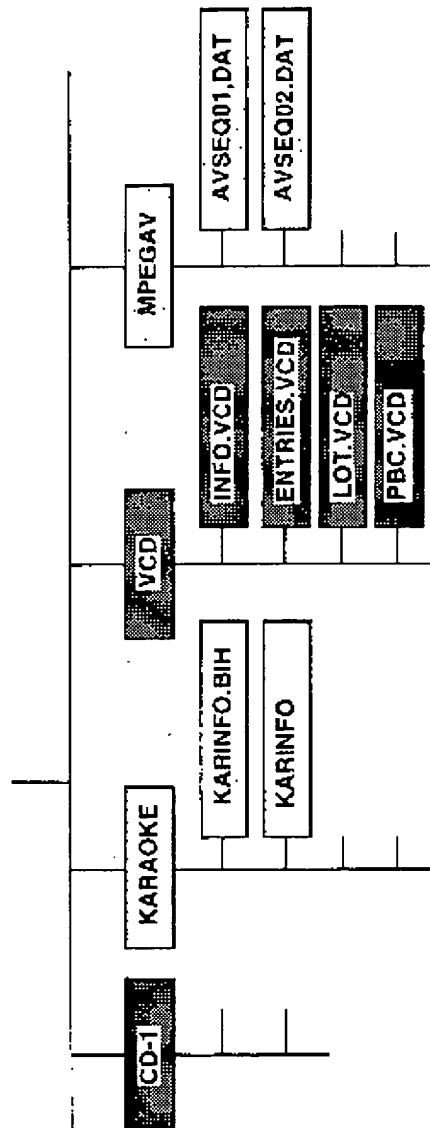 CD-1
KARAOKE
KARINFO.BIH
KARINFO
VCD
INFO.VCD
ENTRIES.VCD
LOT.VCD
PBC.VCD
MPEGAV
AVSEQ01,DAT
AVSEQ02.DAT